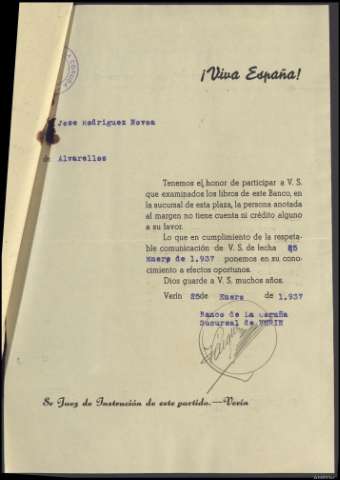 ¡Viva España!
Jose Rodriguez Novoa
de Alvarellos
Tenemos el honor de participar a V. S.
que examinados los libros de este Banco, en
la sucursal de esta plaza, la persona anotada
al margen no tiene cuenta ni crédito alguno
a su favor.
Lo que en cumplimiento de la respeta-
ble comunicación de V. S. de fecha 25
Enero de 1.937 ponemos en su cono-
cimiento a efectos oportunos.
Dios guarde a V. S. muchos años.
Verín 25 de Enero de 1.937
Banco de La Coruña
Sucursal de VERIN
Sr. Juez de Instrución de este partido.—Verín